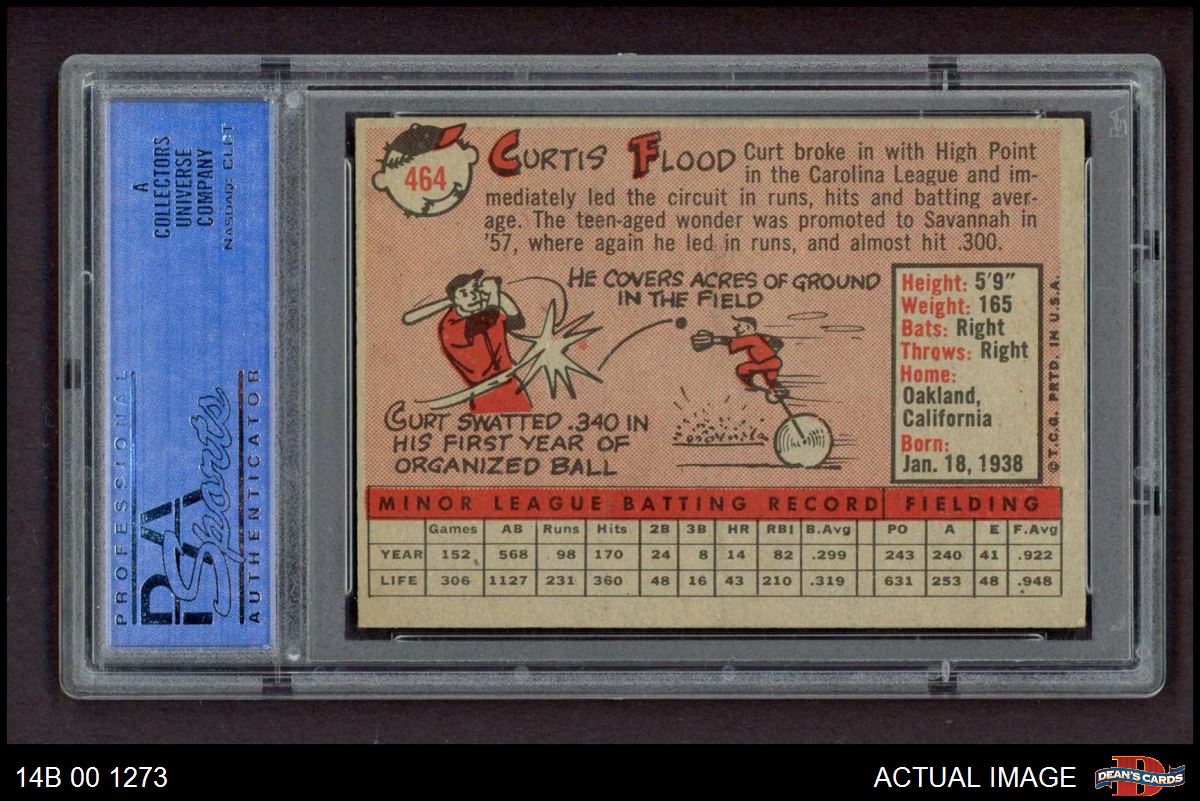 A
COLLECTORS
UNIVERSE
COMPANY
NASDAQ: CLCT
PROFESSIONAL
PSA
Sports
AUTHENTICATOR
464
CURTIS FLOOD
Curt broke in with High Point
in the Carolina League and im-
mediately led the circuit in runs, hits and batting aver-
age. The teen-aged wonder was promoted to Savannah in
'57, where again he led in runs, and almost hit .300.
HE COVERS ACRES OF GROUND
IN THE FIELD
CURT SWATTED .340 IN
HIS FIRST YEAR OF
ORGANIZED BALL
Height: 5'9"
Weight: 165
Bats: Right
Throws: Right
Home:
Oakland,
California
Born:
Jan. 18, 1938
© T.C.G. PRTD. IN U.S.A.
MINOR LEAGUE BATTING RECORD FIELDING
Games AB Runs Hits 2B 3B HR RBI B.Avg PO A E F.Avg
YEAR 152 568 98 170 24 8 14 82 .299 243 240 41 .922
LIFE 306 1127 231 360 48 16 43 210 .319 631 253 48 .948
14B 00 1273
ACTUAL IMAGE
DEAN'S CARDS